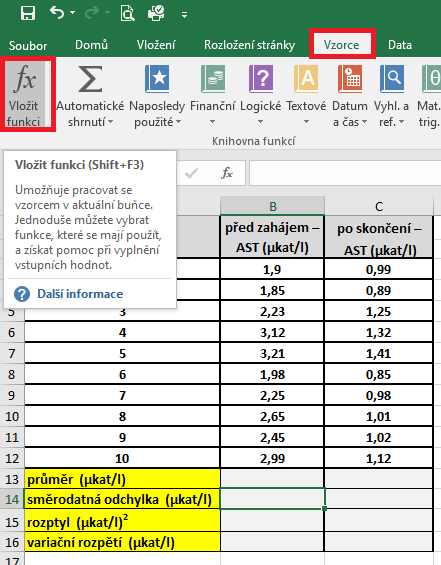 Soubor Domů Vložení Rozložení stránky Vzorce Data
fx Σ A θ
Vložit funkci
Automatické shrnutí
Naposledy použité
Finanční
Logické
Textové
Datum a čas
Vyhl. a ref.
Mat. trig.
Knihovna funkcí
Vložit funkci (Shift+F3)
Umožňuje pracovat se
vzorcem v aktuální buňce.
Jednoduše můžete vybrat
funkce, které se mají použít,
a získat pomoc při vyplnění
vstupních hodnot.
? Další informace
fx
B C
před zahájem – po skončení –
AST (µkat/l) AST (µkat/l)
1,9 0,99
1,85 0,89
5 3 2,23 1,25
6 4 3,12 1,32
7 5 3,21 1,41
8 6 1,98 0,85
9 7 2,25 0,98
10 8 2,65 1,01
11 9 2,45 1,02
12 10 2,99 1,12
13 průměr (µkat/l)
14 směrodatná odchylka (µkat/l)
15 rozptyl (µkat/l)²
16 variační rozpětí (µkat/l)
17